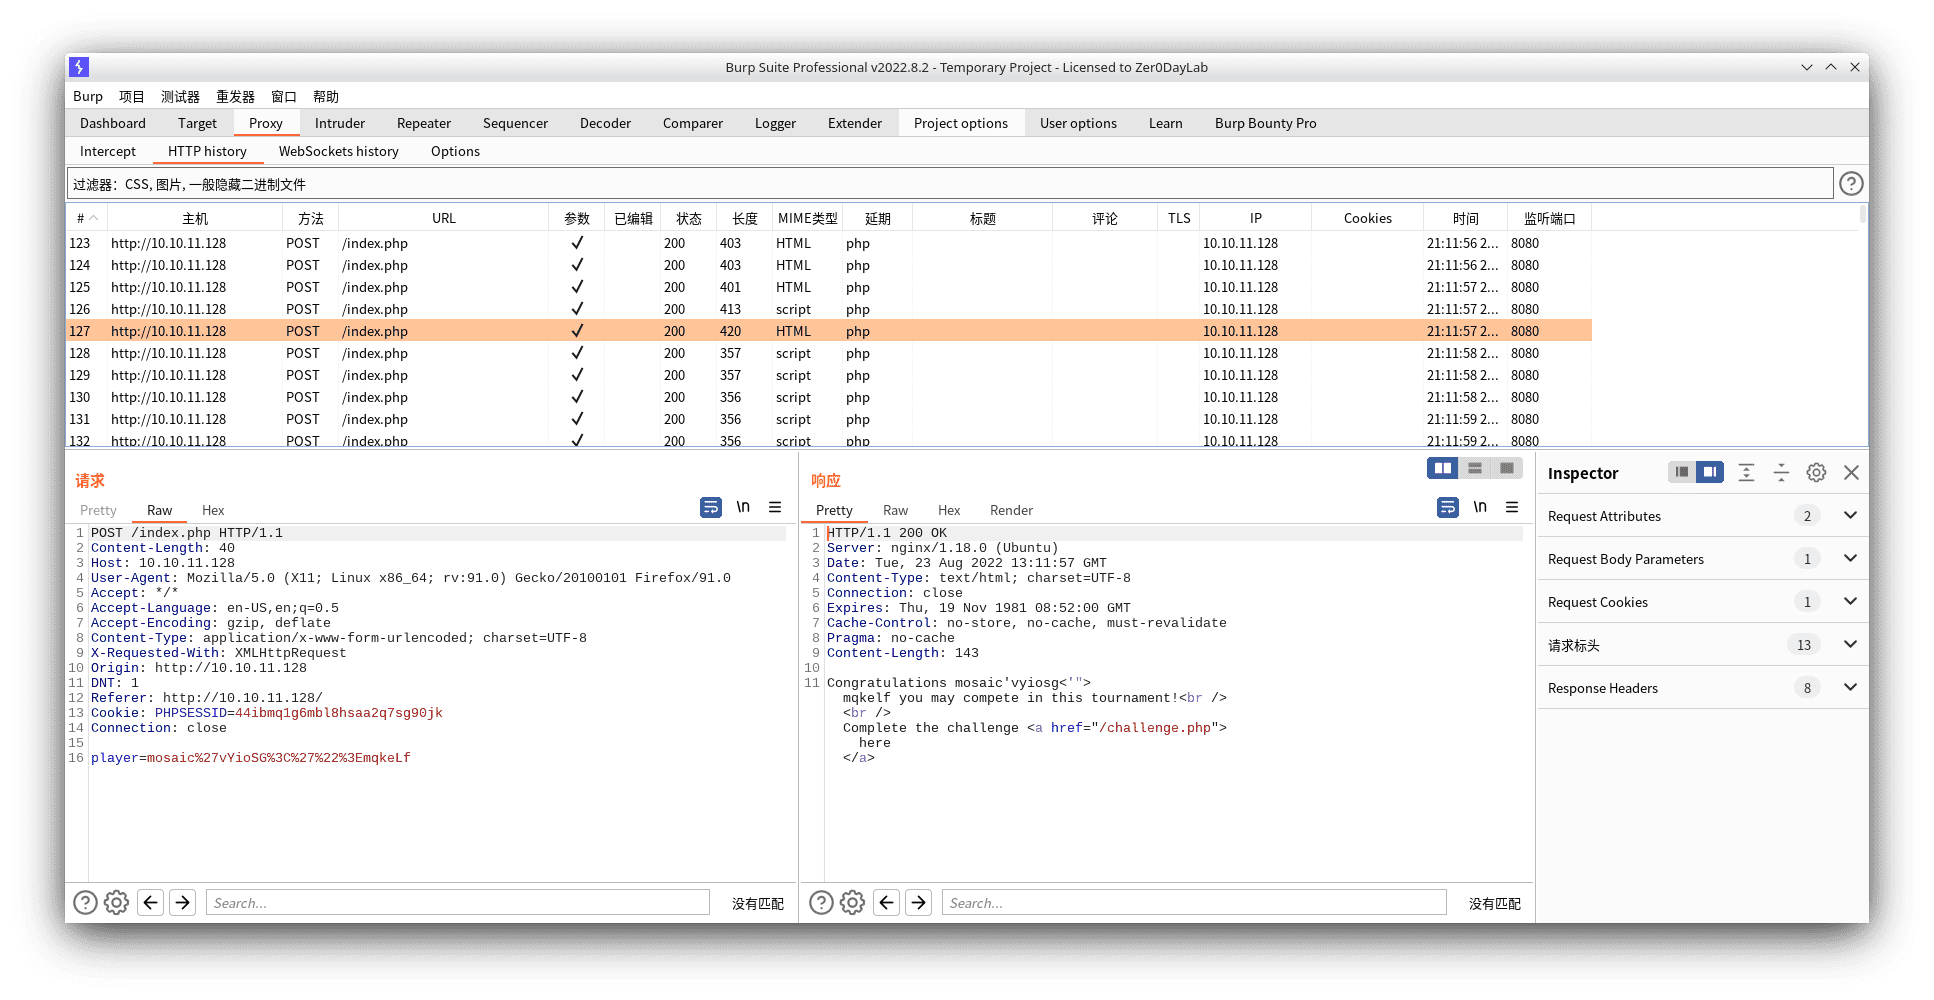 Burp Suite Professional v2022.8.2 - Temporary Project - Licensed to Zer0DayLab
Burp 项目 测试器 重发器 窗口 帮助
Dashboard Target Proxy Intruder Repeater Sequencer Decoder Comparer Logger Extender Project options User options Learn Burp Bounty Pro
Intercept HTTP history WebSockets history Options
过滤器：CSS, 图片, 一般隐藏二进制文件
# 主机 方法 URL 参数 已编辑 状态 长度 MIME类型 延期 标题 评论 TLS IP Cookies 时间 监听端口
123 http://10.10.11.128 POST /index.php ✓ 200 403 HTML php 10.10.11.128 21:11:56 2... 8080
124 http://10.10.11.128 POST /index.php ✓ 200 403 HTML php 10.10.11.128 21:11:56 2... 8080
125 http://10.10.11.128 POST /index.php ✓ 200 401 HTML php 10.10.11.128 21:11:57 2... 8080
126 http://10.10.11.128 POST /index.php ✓ 200 413 script php 10.10.11.128 21:11:57 2... 8080
127 http://10.10.11.128 POST /index.php ✓ 200 420 HTML php 10.10.11.128 21:11:57 2... 8080
128 http://10.10.11.128 POST /index.php ✓ 200 357 script php 10.10.11.128 21:11:58 2... 8080
129 http://10.10.11.128 POST /index.php ✓ 200 357 script php 10.10.11.128 21:11:58 2... 8080
130 http://10.10.11.128 POST /index.php ✓ 200 356 script php 10.10.11.128 21:11:58 2... 8080
131 http://10.10.11.128 POST /index.php ✓ 200 356 script php 10.10.11.128 21:11:59 2... 8080
132 http://10.10.11.128 POST /index.php ✓ 200 356 script php 10.10.11.128 21:11:59 2... 8080
请求
Pretty Raw Hex \n
1 POST /index.php HTTP/1.1
2 Content-Length: 40
3 Host: 10.10.11.128
4 User-Agent: Mozilla/5.0 (X11; Linux x86_64; rv:91.0) Gecko/20100101 Firefox/91.0
5 Accept: */*
6 Accept-Language: en-US,en;q=0.5
7 Accept-Encoding: gzip, deflate
8 Content-Type: application/x-www-form-urlencoded; charset=UTF-8
9 X-Requested-With: XMLHttpRequest
10 Origin: http://10.10.11.128
11 DNT: 1
12 Referer: http://10.10.11.128/
13 Cookie: PHPSESSID=44ibmq1g6mbl8hsaa2q7sg90jk
14 Connection: close
15
16 player=mosaic%27vYioSG%3C%27%22%3EmqkeLf
Search... 没有匹配
响应
Pretty Raw Hex Render \n
1 HTTP/1.1 200 OK
2 Server: nginx/1.18.0 (Ubuntu)
3 Date: Tue, 23 Aug 2022 13:11:57 GMT
4 Content-Type: text/html; charset=UTF-8
5 Connection: close
6 Expires: Thu, 19 Nov 1981 08:52:00 GMT
7 Cache-Control: no-store, no-cache, must-revalidate
8 Pragma: no-cache
9 Content-Length: 143
10
11 Congratulations mosaic'vyiosg<'">
mqkelf you may compete in this tournament!<br />
<br />
Complete the challenge <a href="/challenge.php">
here
</a>
Search... 没有匹配
Inspector
Request Attributes 2
Request Body Parameters 1
Request Cookies 1
请求标头 13
Response Headers 8